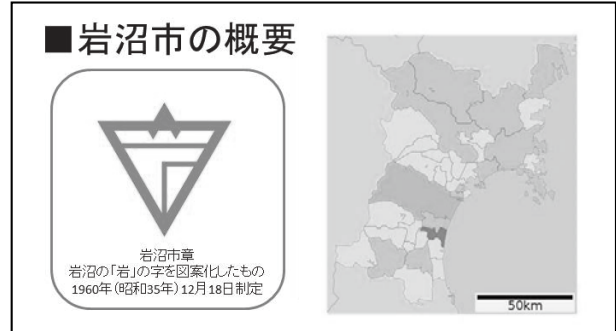 ■岩沼市の概要
岩沼市章
岩沼の「岩」の字を図案化したもの
1960年(昭和35年)12月18日制定
50km